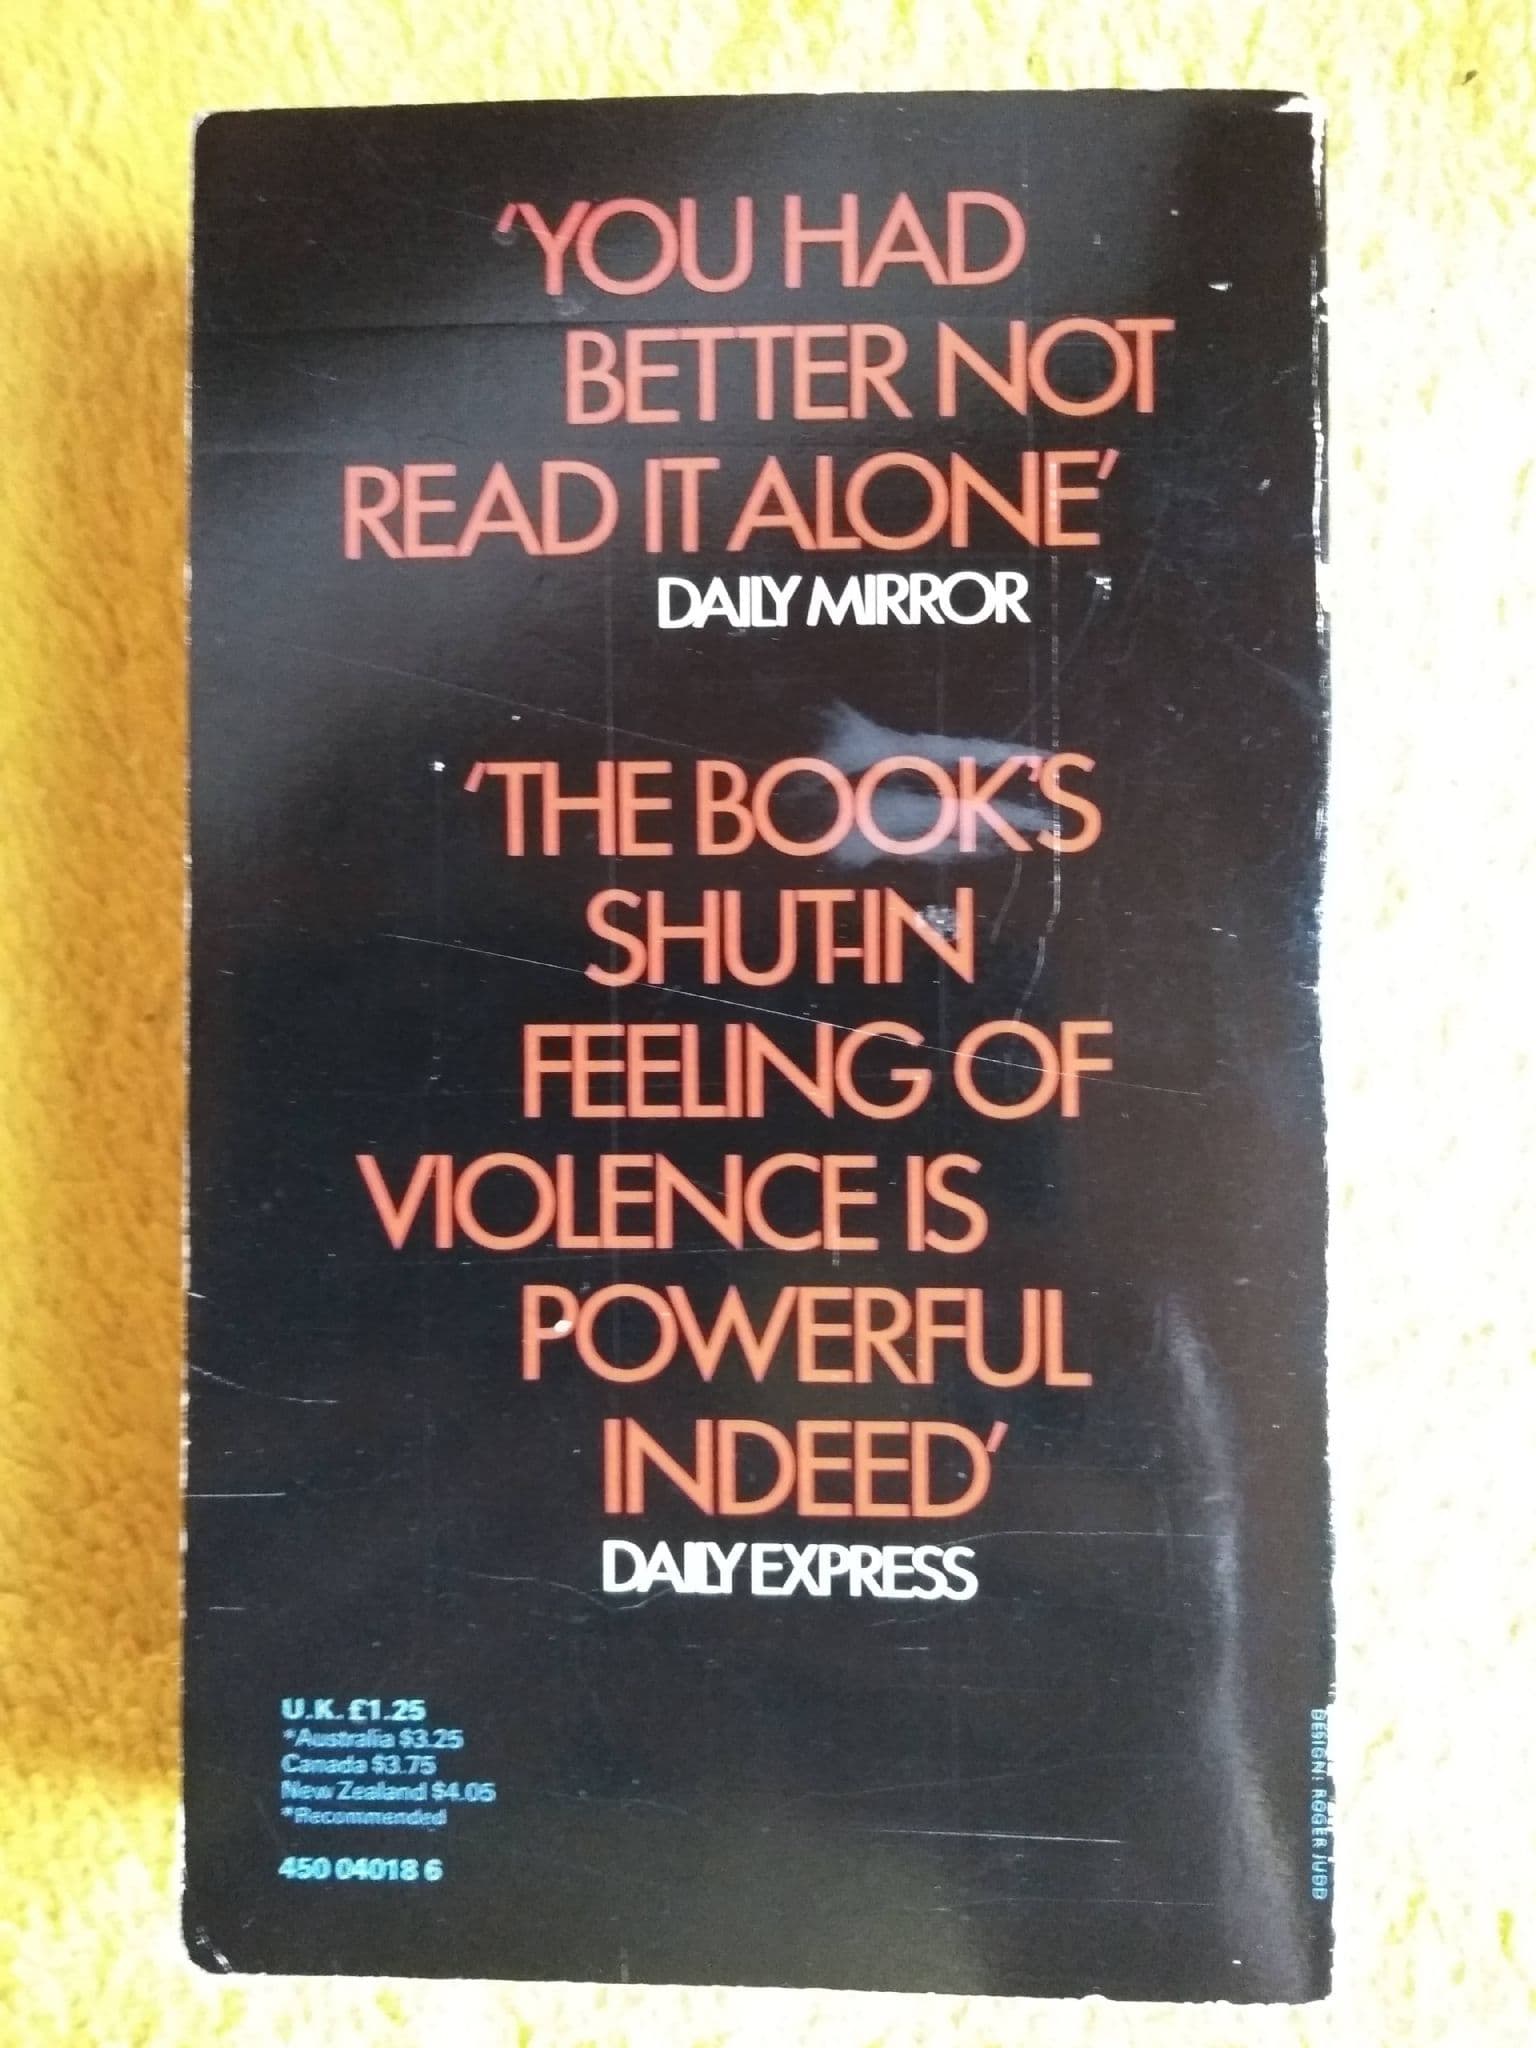 'YOU HAD
BETTER NOT
READ IT ALONE'
DAILY MIRROR
'THE BOOK'S
SHUT-IN
FEELING OF
VIOLENCE IS
POWERFUL
INDEED'
DAILY EXPRESS
U.K. £1.25
*Australia $3.25
Canada $3.75
New Zealand $4.05
*Recommended
450 04018 6
DESIGN: ROGER JUDD